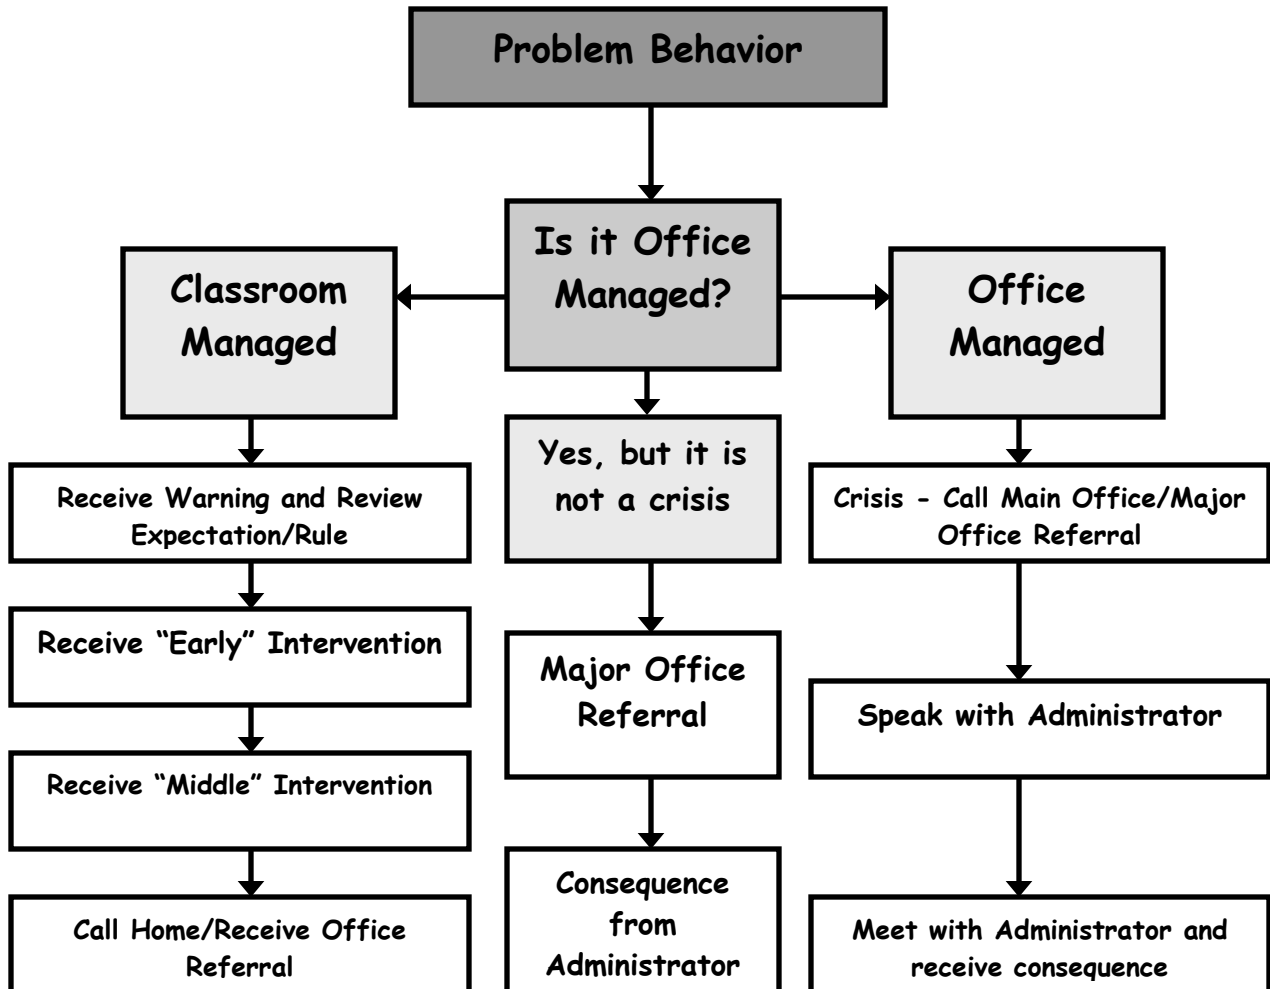 Problem Behavior
Is it Office
Managed?
Classroom
Managed
Office
Managed
Receive Warning and Review
Expectation/Rule
Receive “Early” Intervention
Receive “Middle” Intervention
Call Home/Receive Office
Referral
Yes, but it is
not a crisis
Major Office
Referral
Consequence
from
Administrator
Crisis - Call Main Office/Major
Office Referral
Speak with Administrator
Meet with Administrator and
receive consequence